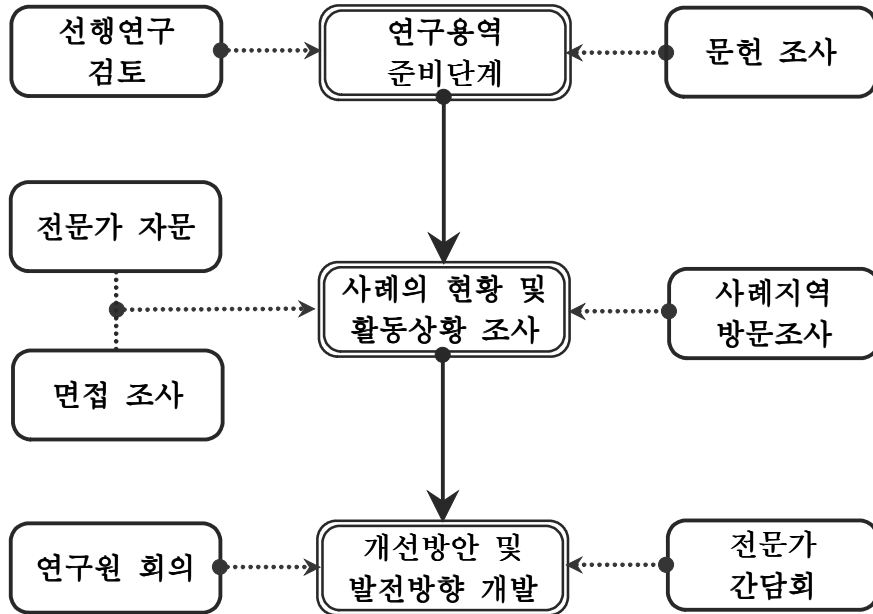 선행연구
검토
연구용역
준비단계
문헌 조사
전문가 자문
사례의 현황 및
활동상황 조사
사례지역
방문조사
면접 조사
연구원 회의
개선방안 및
발전방향 개발
전문가
간담회